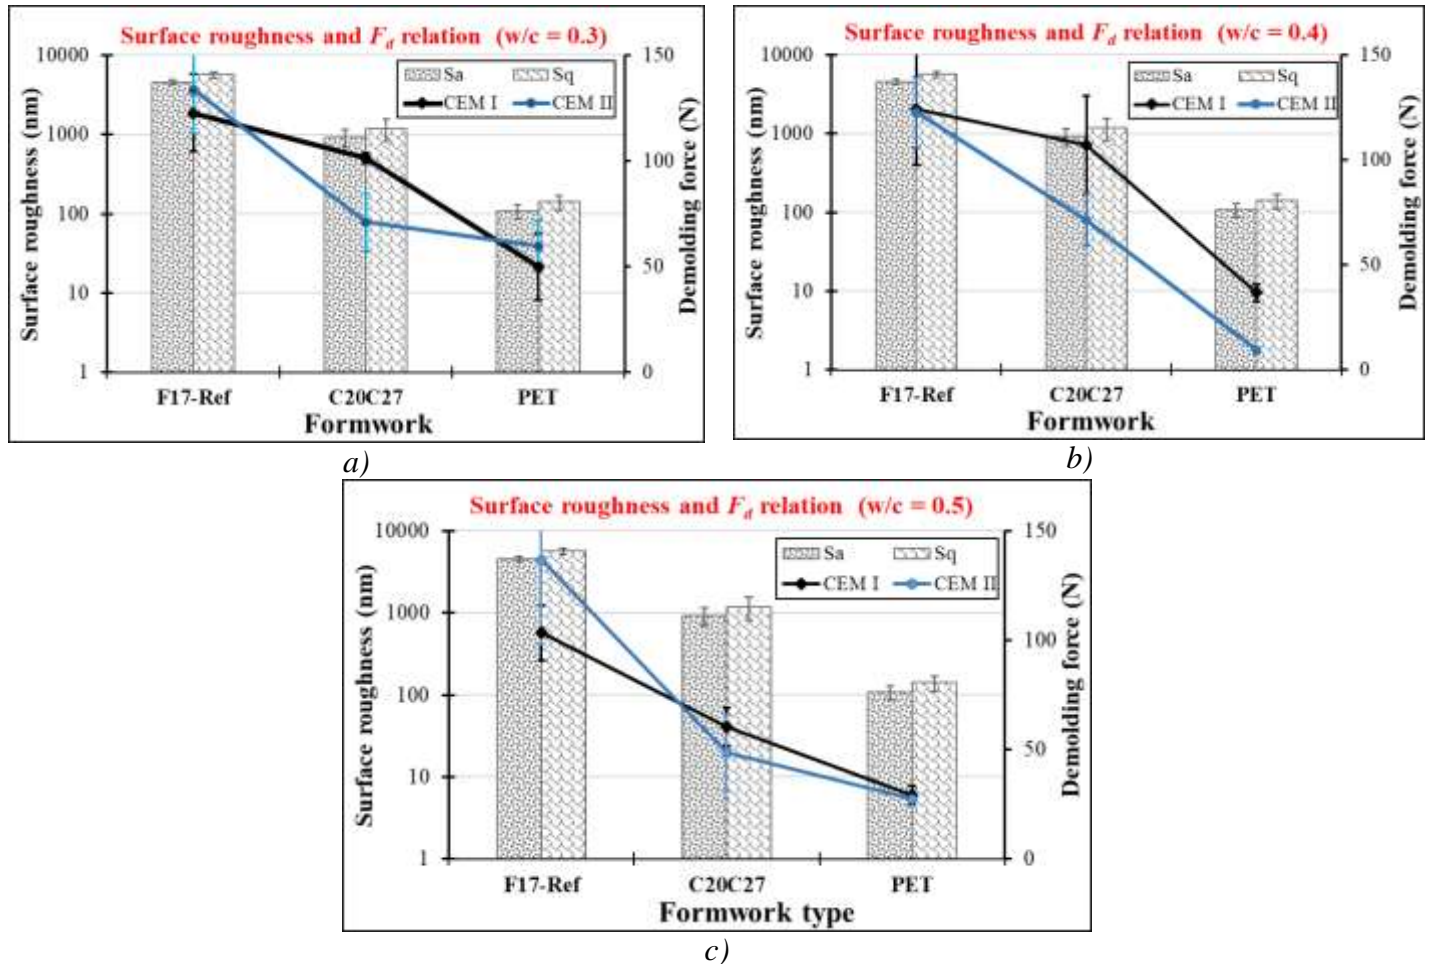 Surface roughness and F_d relation (w/c = 0.3)
10000
1000
100
10
1
Surface roughness (nm)
Sa
Sq
CEM I
CEM II
150
100
50
0
Demolding force (N)
F17-Ref
C20C27
PET
Formwork
a)
Surface roughness and F_d relation (w/c = 0.4)
10000
1000
100
10
1
Surface roughness (nm)
Sa
Sq
CEM I
CEM II
150
100
50
0
Demolding force (N)
F17-Ref
C20C27
PET
Formwork
b)
Surface roughness and F_d relation (w/c = 0.5)
10000
1000
100
10
1
Surface roughness (nm)
Sa
Sq
CEM I
CEM II
150
100
50
0
Demolding force (N)
F17-Ref
C20C27
PET
Formwork type
c)